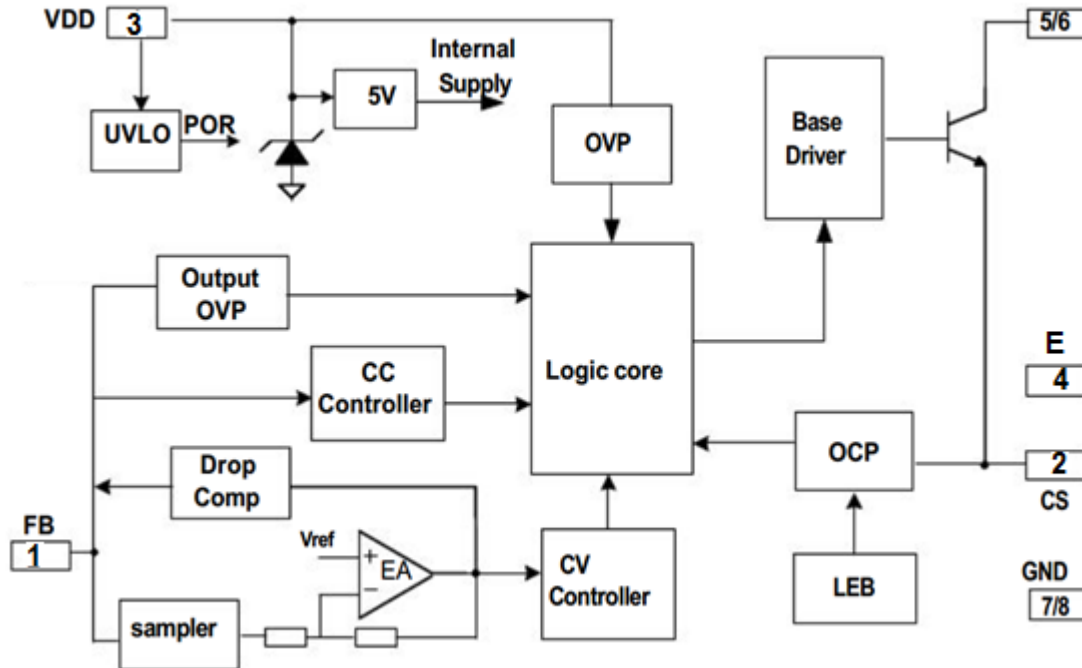 VDD
3
5/6
Internal
Supply
5V
UVLO
POR
OVP
Base
Driver
Output
OVP
CC
Controller
Logic core
E
4
Drop
Comp
OCP
2
CS
FB
1
Vref
+
EA
−
CV
Controller
LEB
GND
7/8
sampler